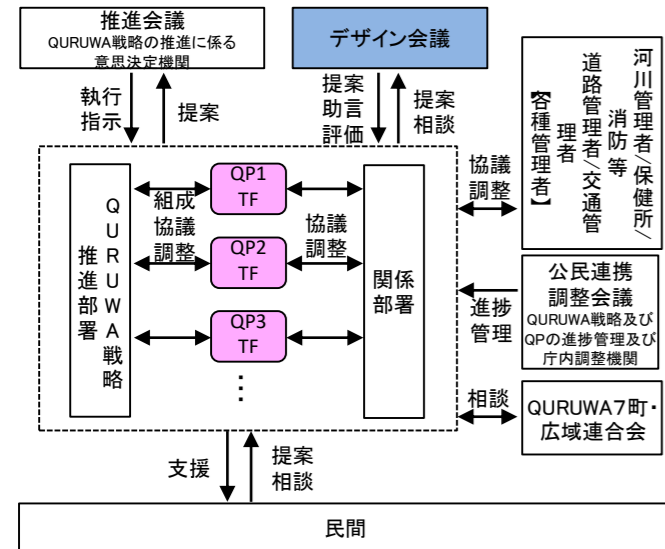 推進会議
QURUWA戦略の推進に係る
意思決定機関
デザイン会議
執行
指示
提案
提案
助言
評価
提案
相談
河川管理者/保健所/
消防 等
道路管理者/交通管
理者
【各種管理者】
QURUWA戦略
推進部署
QP1
TF
QP2
TF
QP3
TF
…
組成
協議
調整
協議
調整
関係
部署
協議
調整
進捗
管理
公民連携
調整会議
QURUWA戦略及び
QPの進捗管理及び
庁内調整機関
相談
QURUWA7町・
広域連合会
支援
提案
相談
民間